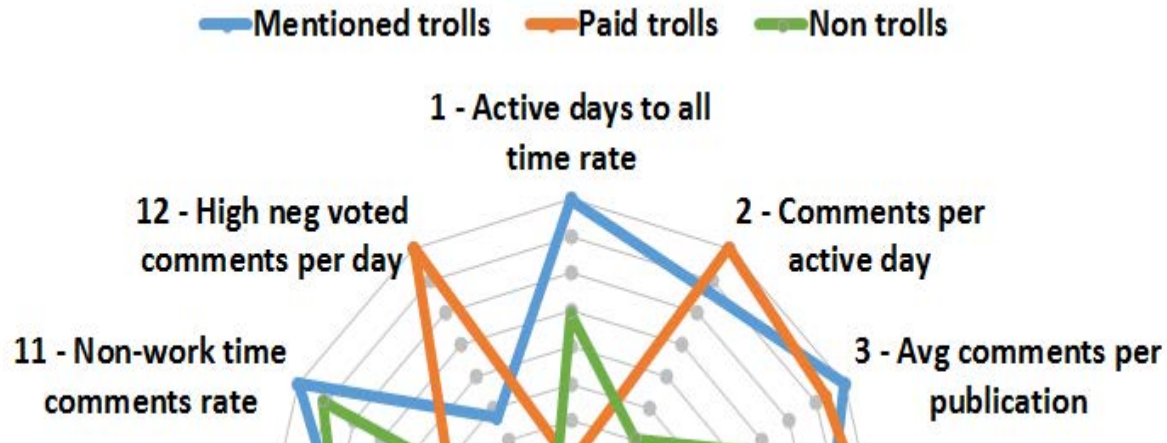 Mentioned trolls Paid trolls Non trolls
1 - Active days to all
time rate
12 - High neg voted
comments per day
2 - Comments per
active day
11 - Non-work time
comments rate
3 - Avg comments per
publication